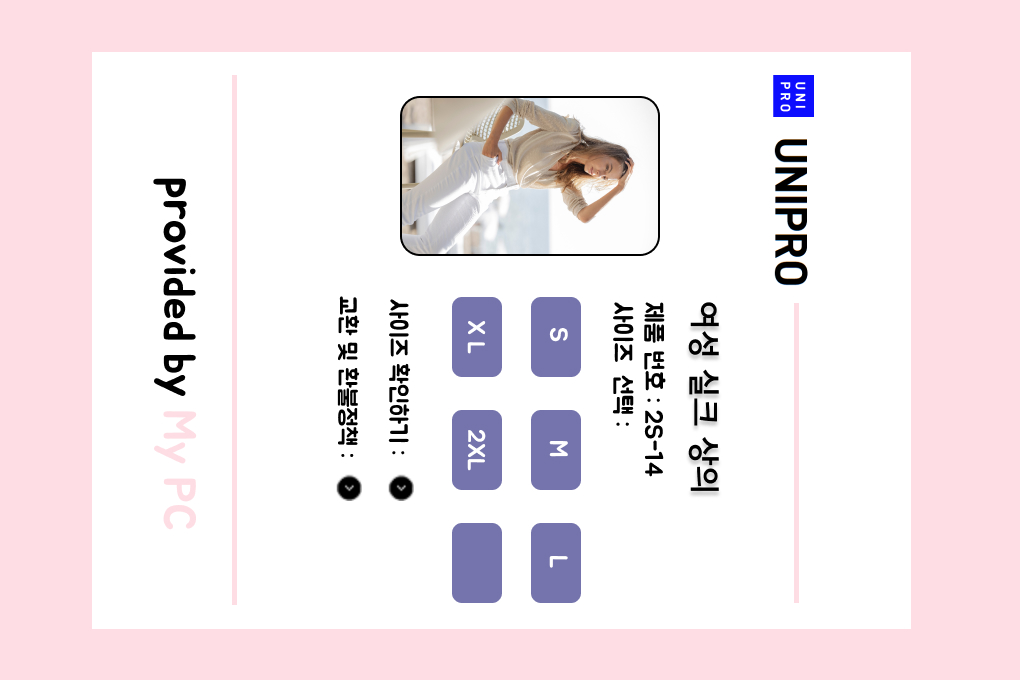 UNI
PRO
UNIPRO
여성 실크 상의
제품 번호 : 2S-14
사이즈 선택 :
S M L
XL 2XL
사이즈 확인하기 :
교환 및 환불정책 :
provided by My PC